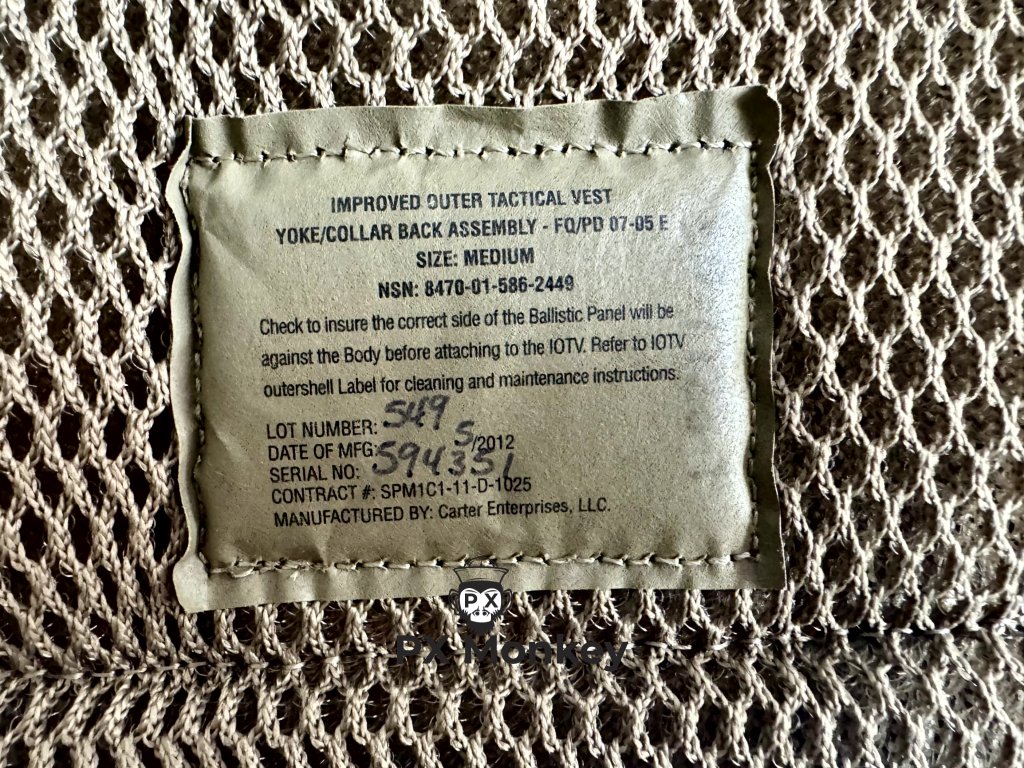 IMPROVED OUTER TACTICAL VEST
YOKE/COLLAR BACK ASSEMBLY - FQ/PD 07-05 E
SIZE: MEDIUM
NSN: 8470-01-586-2449
Check to insure the correct side of the Ballistic Panel will be
against the Body before attaching to the IOTV. Refer to IOTV
outershell Label for cleaning and maintenance instructions.
LOT NUMBER: 549
DATE OF MFG: 5/2012
SERIAL NO: 594351
CONTRACT #: SPM1C1-11-D-1025
MANUFACTURED BY: Carter Enterprises, LLC.
PX
PX Monkey